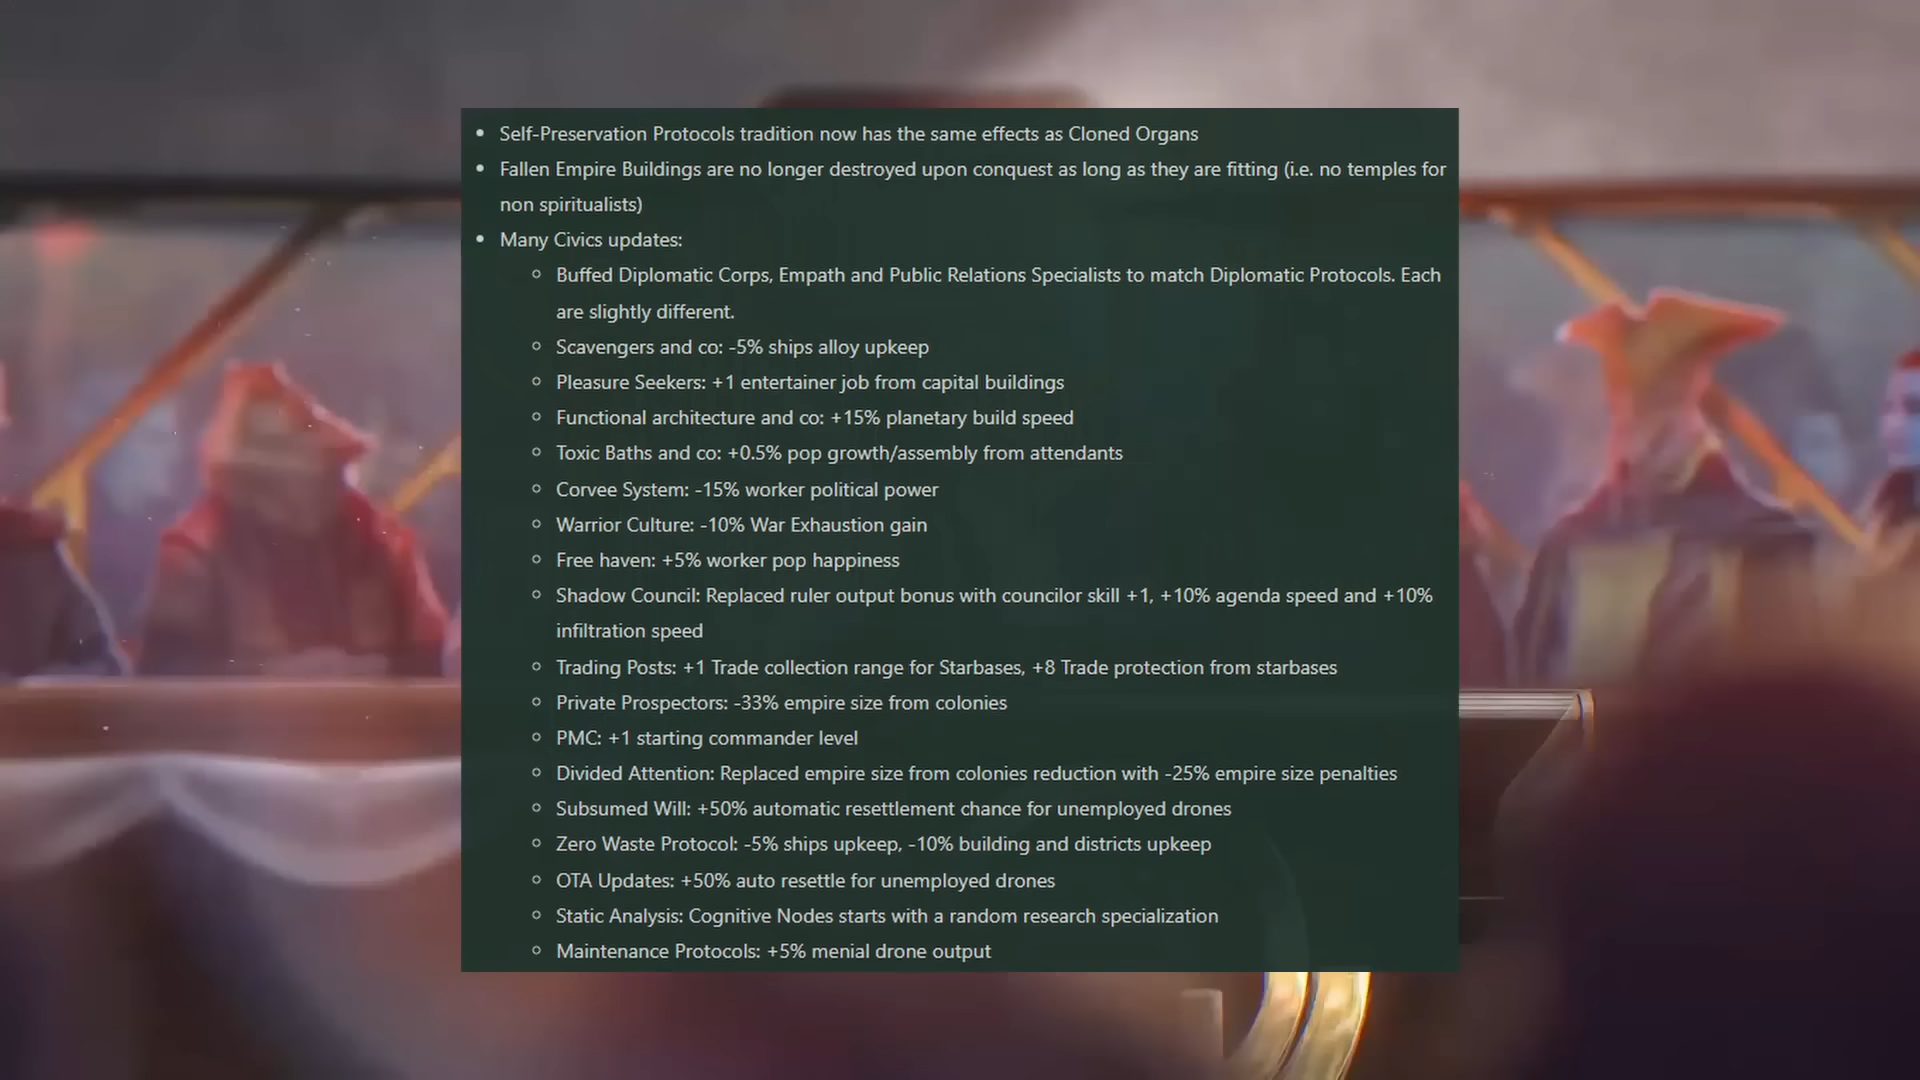 Self-Preservation Protocols tradition now has the same effects as Cloned Organs
Fallen Empire Buildings are no longer destroyed upon conquest as long as they are fitting (i.e. no temples for
non spiritualists)
Many Civics updates:
Buffed Diplomatic Corps, Empath and Public Relations Specialists to match Diplomatic Protocols. Each
are slightly different.
Scavengers and co: -5% ships alloy upkeep
Pleasure Seekers: +1 entertainer job from capital buildings
Functional architecture and co: +15% planetary build speed
Toxic Baths and co: +0.5% pop growth/assembly from attendants
Corvee System: -15% worker political power
Warrior Culture: -10% War Exhaustion gain
Free haven: +5% worker pop happiness
Shadow Council: Replaced ruler output bonus with councilor skill +1, +10% agenda speed and +10%
infiltration speed
Trading Posts: +1 Trade collection range for Starbases, +8 Trade protection from starbases
Private Prospectors: -33% empire size from colonies
PMC: +1 starting commander level
Divided Attention: Replaced empire size from colonies reduction with -25% empire size penalties
Subsumed Will: +50% automatic resettlement chance for unemployed drones
Zero Waste Protocol: -5% ships upkeep, -10% building and districts upkeep
OTA Updates: +50% auto resettle for unemployed drones
Static Analysis: Cognitive Nodes starts with a random research specialization
Maintenance Protocols: +5% menial drone output